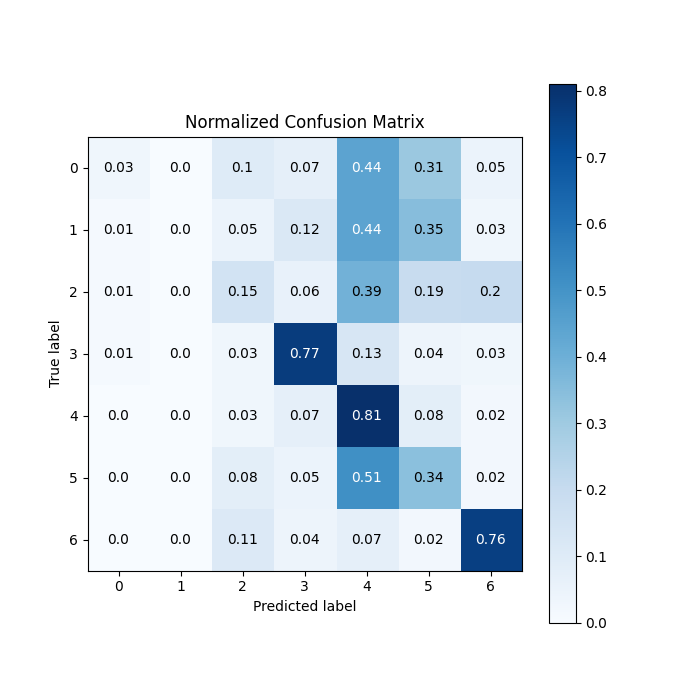 Normalized Confusion Matrix
True label
0 0.03 0.0 0.1 0.07 0.44 0.31 0.05
1 0.01 0.0 0.05 0.12 0.44 0.35 0.03
2 0.01 0.0 0.15 0.06 0.39 0.19 0.2
3 0.01 0.0 0.03 0.77 0.13 0.04 0.03
4 0.0 0.0 0.03 0.07 0.81 0.08 0.02
5 0.0 0.0 0.08 0.05 0.51 0.34 0.02
6 0.0 0.0 0.11 0.04 0.07 0.02 0.76
0 1 2 3 4 5 6
Predicted label
0.8
0.7
0.6
0.5
0.4
0.3
0.2
0.1
0.0